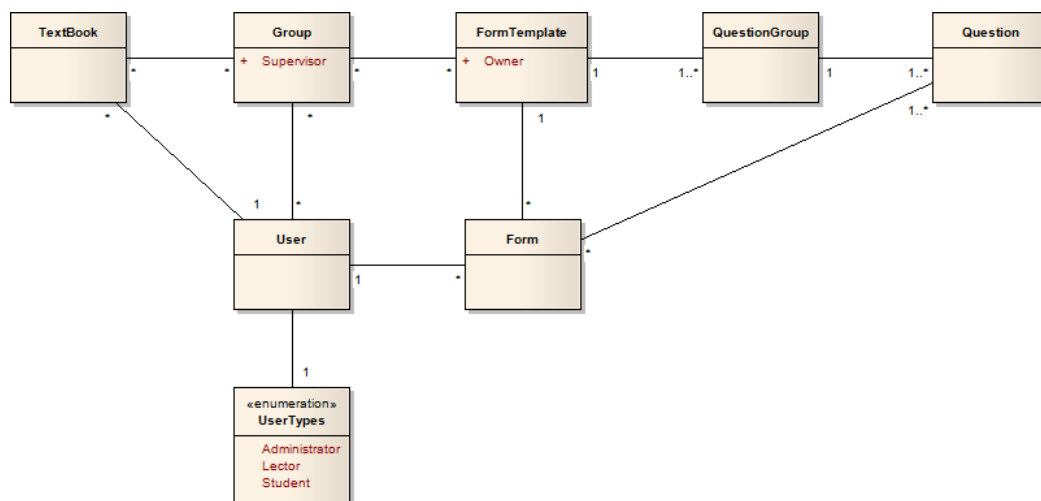 TextBook
Group
+ Supervisor
FormTemplate
+ Owner
QuestionGroup
Question
* * * * 1 1..* 1 1..*
* * 1 1..*
1 * * *
User
Form
1 *
1
«enumeration»
UserTypes
Administrator
Lector
Student